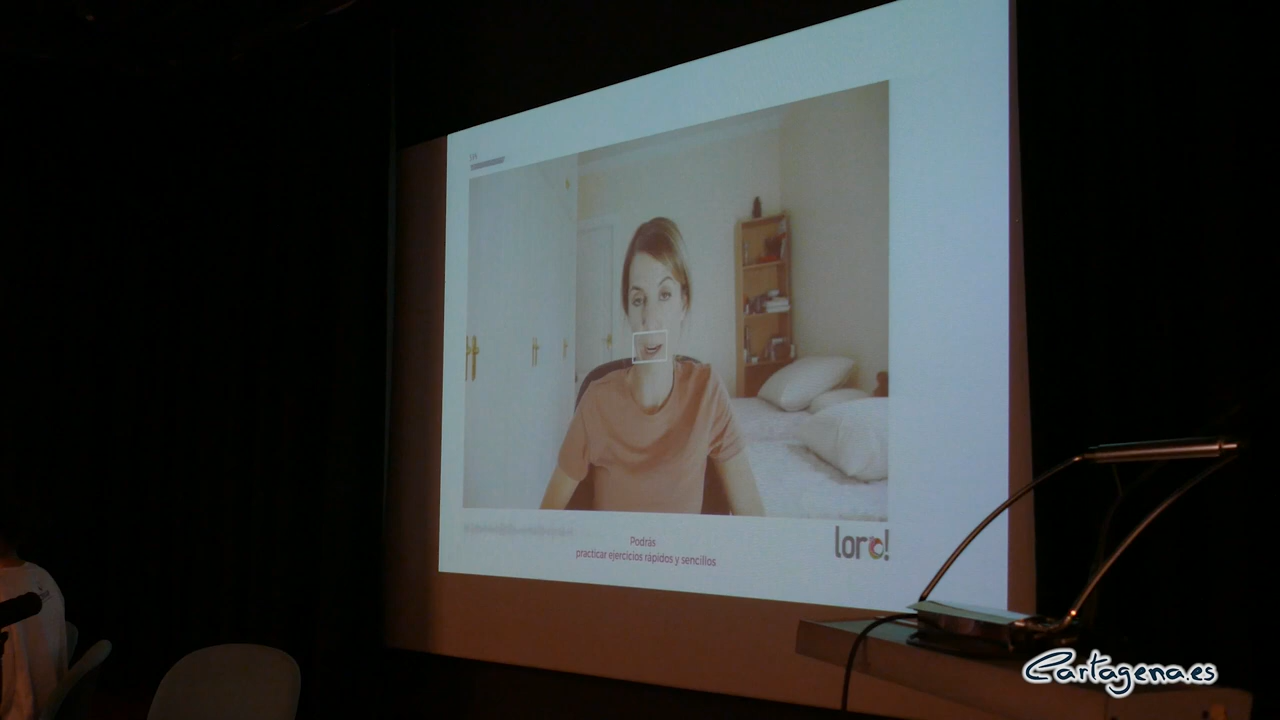 Podrás
practicar ejercicios rápidos y sencillos
loro!
Cartagena.es